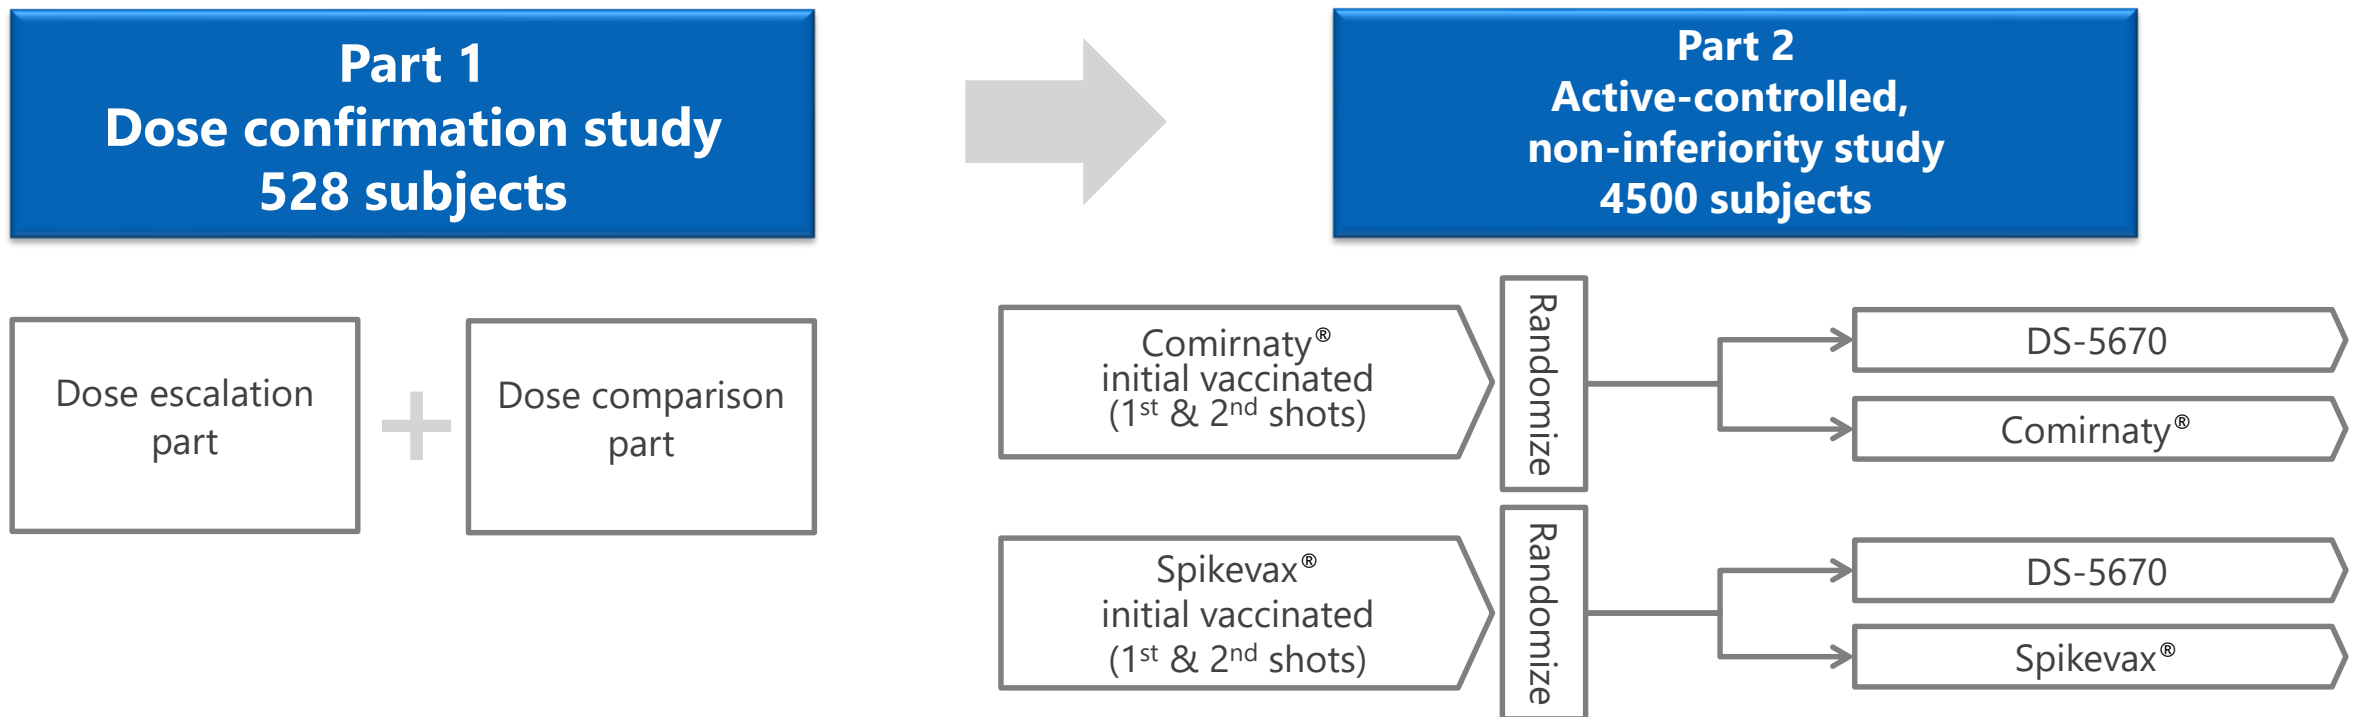 Part 1
Dose confirmation study
528 subjects
Part 2
Active-controlled,
non-inferiority study
4500 subjects
Dose escalation
part
Dose comparison
part
Comirnaty®
initial vaccinated
(1st & 2nd shots)
Randomize
DS-5670
Comirnaty®
Spikevax®
initial vaccinated
(1st & 2nd shots)
Randomize
DS-5670
Spikevax®